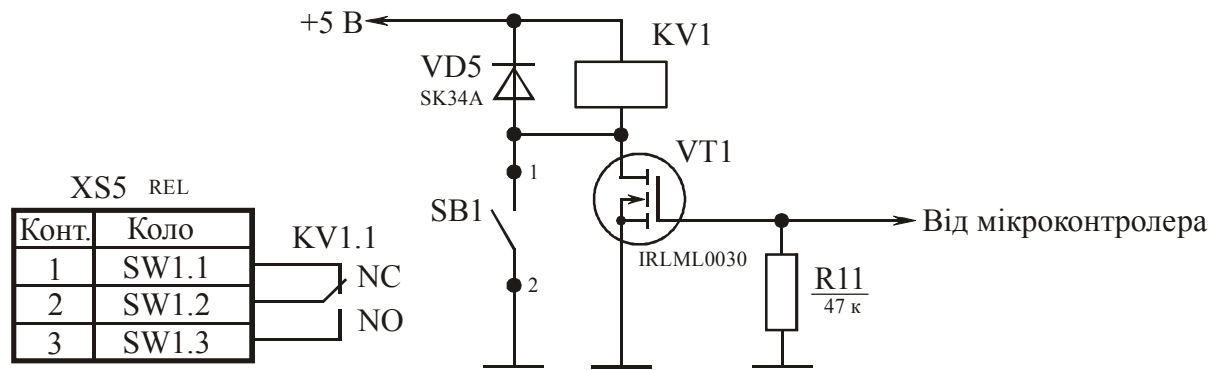 +5 В
KV1
VD5
SK34A
VT1
1
SB1
2
IRLML0030
Від мікроконтролера
R11
47 к
XS5 REL
Конт. Коло
1 SW1.1
2 SW1.2
3 SW1.3
KV1.1
NC
NO